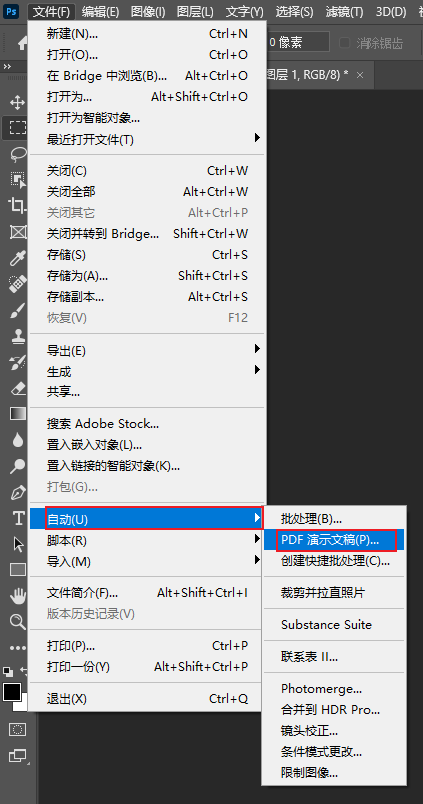 Ps 文件(F) 编辑(E) 图像(I) 图层(L) 文字(Y) 选择(S) 滤镜(T) 3D(D)
0 像素 消除锯齿
图层 1, RGB/8) * ×
新建(N)... Ctrl+N
打开(O)... Ctrl+O
在 Bridge 中浏览(B)... Alt+Ctrl+O
打开为... Alt+Shift+Ctrl+O
打开为智能对象...
最近打开文件(T)
关闭(C) Ctrl+W
关闭全部 Alt+Ctrl+W
关闭其它 Alt+Ctrl+P
关闭并转到 Bridge... Shift+Ctrl+W
存储(S) Ctrl+S
存储为(A)... Shift+Ctrl+S
存储副本... Alt+Ctrl+S
恢复(V) F12
导出(E)
生成
共享...
搜索 Adobe Stock...
置入嵌入对象(L)...
置入链接的智能对象(K)...
打包(G)...
自动(U)
脚本(R)
导入(M)
文件简介(F)... Alt+Shift+Ctrl+I
版本历史记录(V)
打印(P)... Ctrl+P
打印一份(Y) Alt+Shift+Ctrl+P
退出(X) Ctrl+Q
批处理(B)...
PDF 演示文稿(P)...
创建快捷批处理(C)...
裁剪并拉直照片
Substance Suite
联系表 II...
Photomerge...
合并到 HDR Pro...
镜头校正...
条件模式更改...
限制图像...